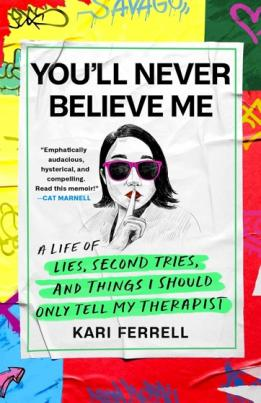 YOU'LL NEVER
BELIEVE ME
"Emphatically
audacious,
hysterical, and
compelling.
Read this memoir!"
—CAT MARNELL
A LIFE OF
LIES, SECOND TRIES,
AND THINGS I SHOULD
ONLY TELL MY THERAPIST
KARI FERRELL